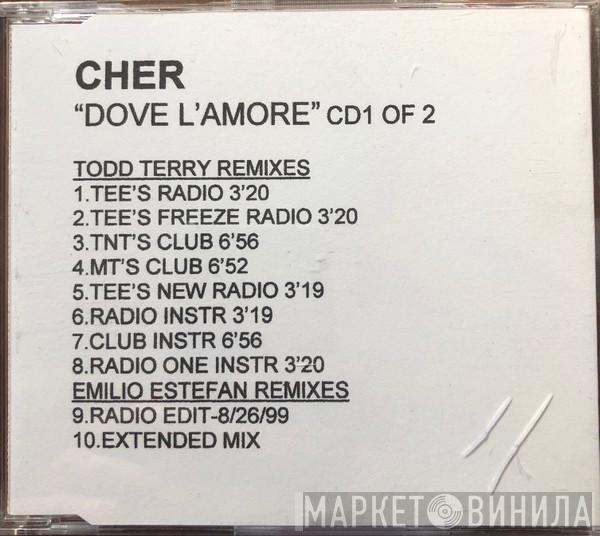 CHER
“DOVE L’AMORE” CD1 OF 2
TODD TERRY REMIXES
1.TEE’S RADIO 3’20
2.TEE’S FREEZE RADIO 3’20
3.TNT’S CLUB 6’56
4.MT’S CLUB 6’52
5.TEE’S NEW RADIO 3’19
6.RADIO INSTR 3’19
7.CLUB INSTR 6’56
8.RADIO ONE INSTR 3’20
EMILIO ESTEFAN REMIXES
9.RADIO EDIT-8/26/99
10.EXTENDED MIX
МАРКЕТ ВИНИЛА